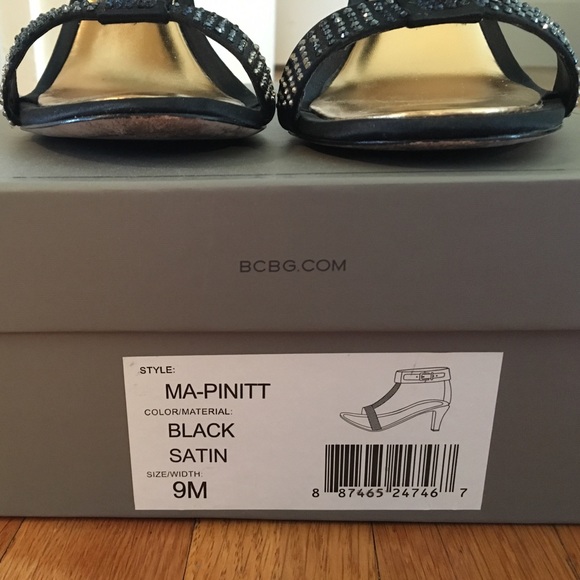 BCBG.COM
STYLE:
MA-PINITT
COLOR/MATERIAL:
BLACK
SATIN
SIZE/WIDTH:
9M
8 87465 24746 7